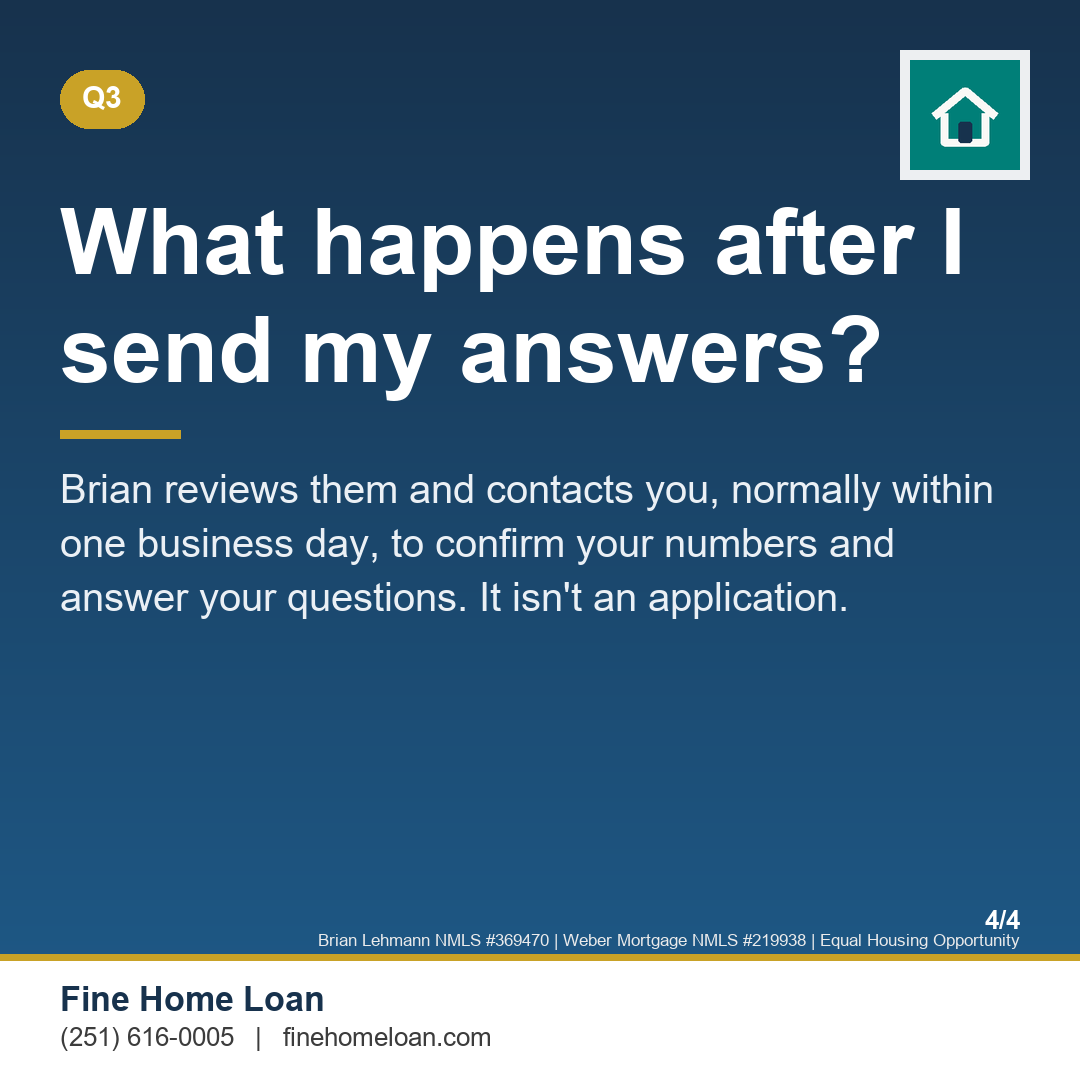 Q3
What happens after I
send my answers?
Brian reviews them and contacts you, normally within
one business day, to confirm your numbers and
answer your questions. It isn't an application.
4/4
Brian Lehmann NMLS #369470 | Weber Mortgage NMLS #219938 | Equal Housing Opportunity
Fine Home Loan
(251) 616-0005 | finehomeloan.com